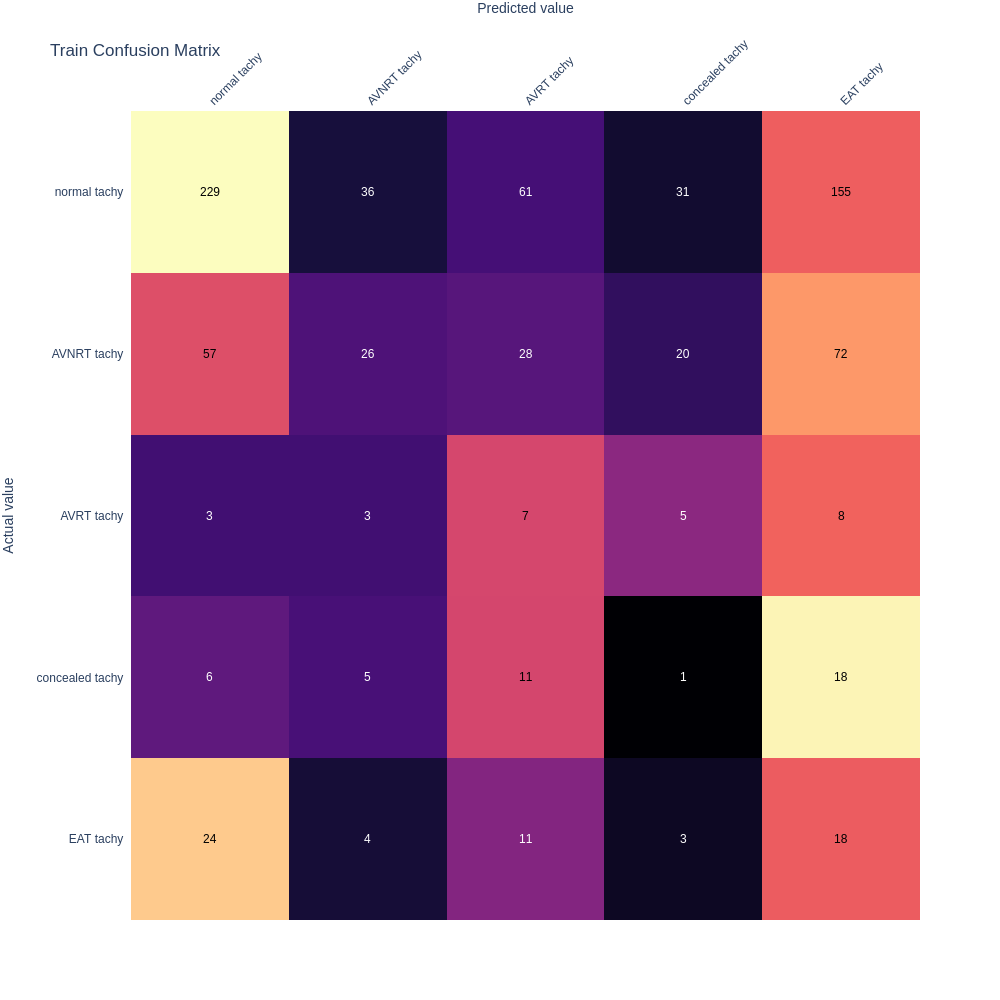 Predicted value
Train Confusion Matrix
normal tachy AVNRT tachy AVRT tachy concealed tachy EAT tachy
normal tachy 229 36 61 31 155
AVNRT tachy 57 26 28 20 72
AVRT tachy 3 3 7 5 8
concealed tachy 6 5 11 1 18
EAT tachy 24 4 11 3 18
Actual value